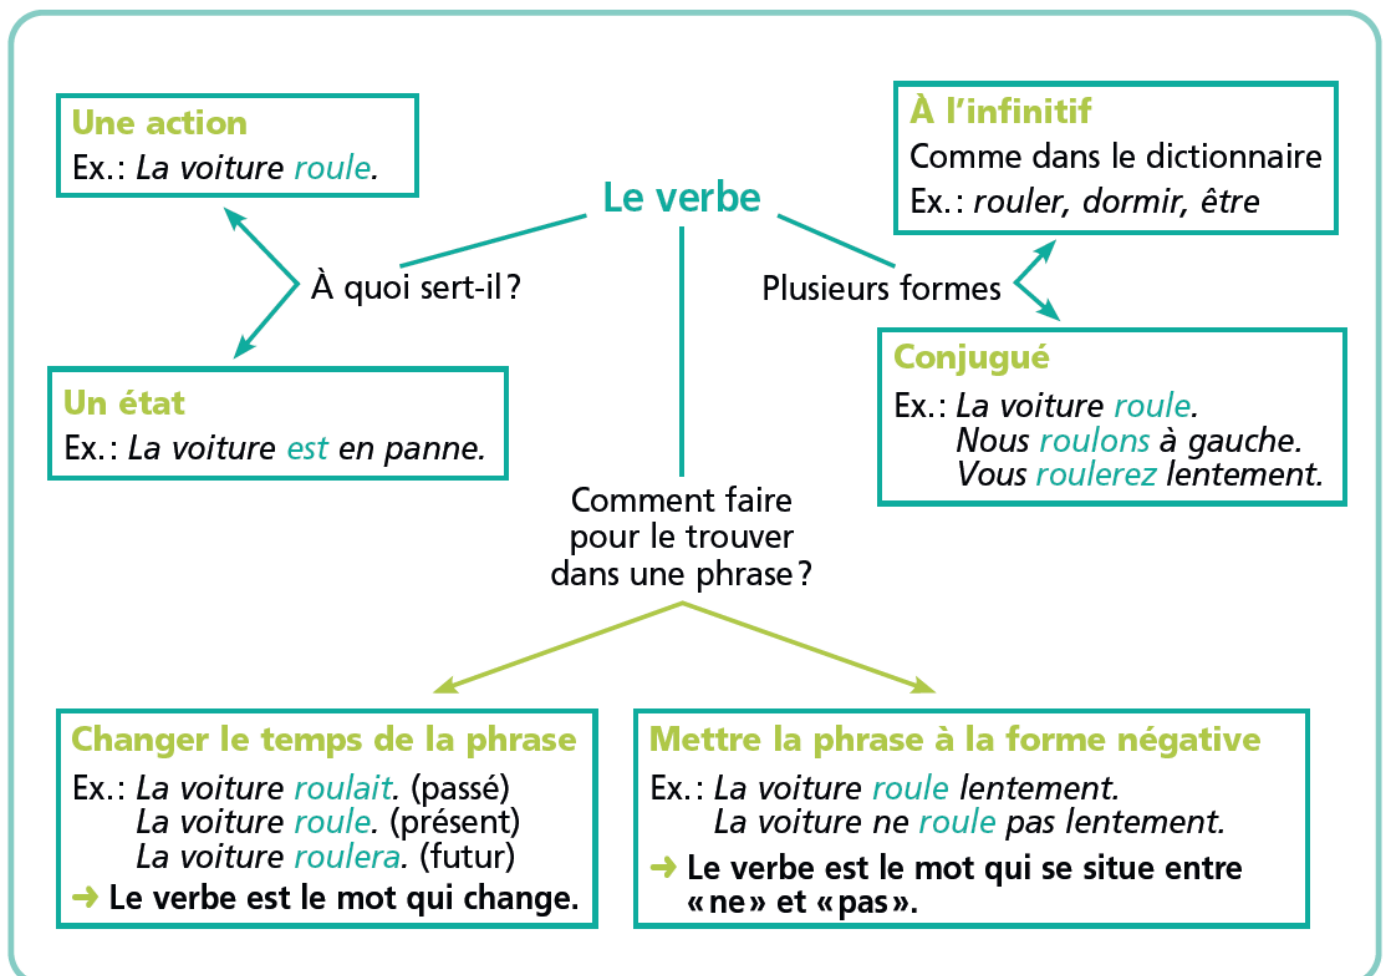 Le verbe
À quoi sert-il ?
Une action
Ex. : La voiture roule.
Un état
Ex. : La voiture est en panne.
Plusieurs formes
À l'infinitif
Comme dans le dictionnaire
Ex. : rouler, dormir, être
Conjugué
Ex. : La voiture roule.
Nous roulons à gauche.
Vous roulerez lentement.
Comment faire
pour le trouver
dans une phrase ?
Changer le temps de la phrase
Ex. : La voiture roulait. (passé)
La voiture roule. (présent)
La voiture roulera. (futur)
➜ Le verbe est le mot qui change.
Mettre la phrase à la forme négative
Ex. : La voiture roule lentement.
La voiture ne roule pas lentement.
➜ Le verbe est le mot qui se situe entre
« ne » et « pas ».